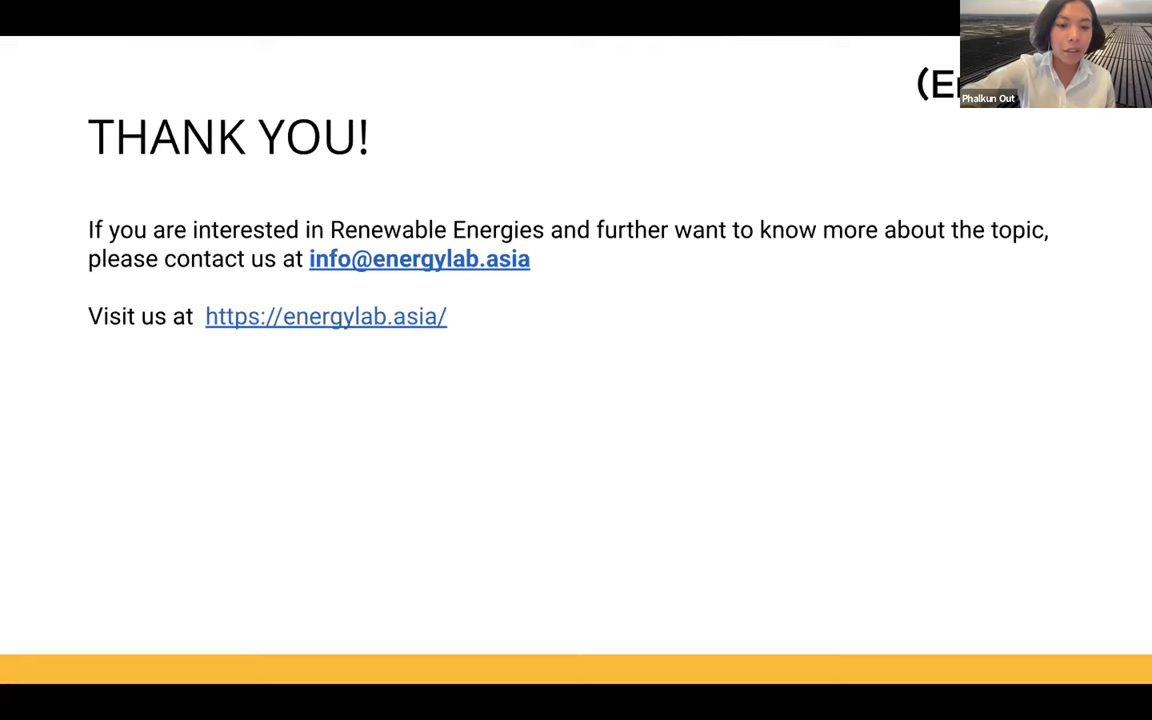 (E
Phalkun Out
THANK YOU!
If you are interested in Renewable Energies and further want to know more about the topic,
please contact us at info@energylab.asia
Visit us at https://energylab.asia/